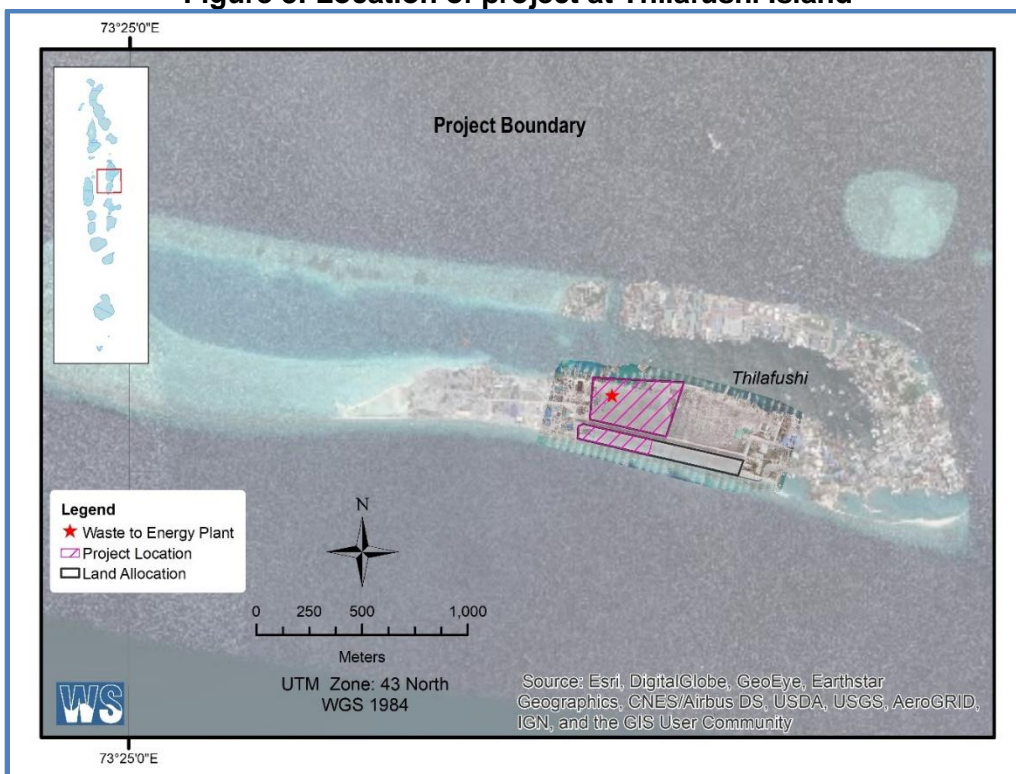 Figure 3: Location of project at Thilafushi Island
73°25'0"E
Project Boundary
Thilafushi
Legend
Waste to Energy Plant
Project Location
Land Allocation
N
0 250 500 1,000
Meters
UTM Zone: 43 North
WGS 1984
WS
Source: Esri, DigitalGlobe, GeoEye, Earthstar
Geographics, CNES/Airbus DS, USDA, USGS, AeroGRID,
IGN, and the GIS User Community
73°25'0"E